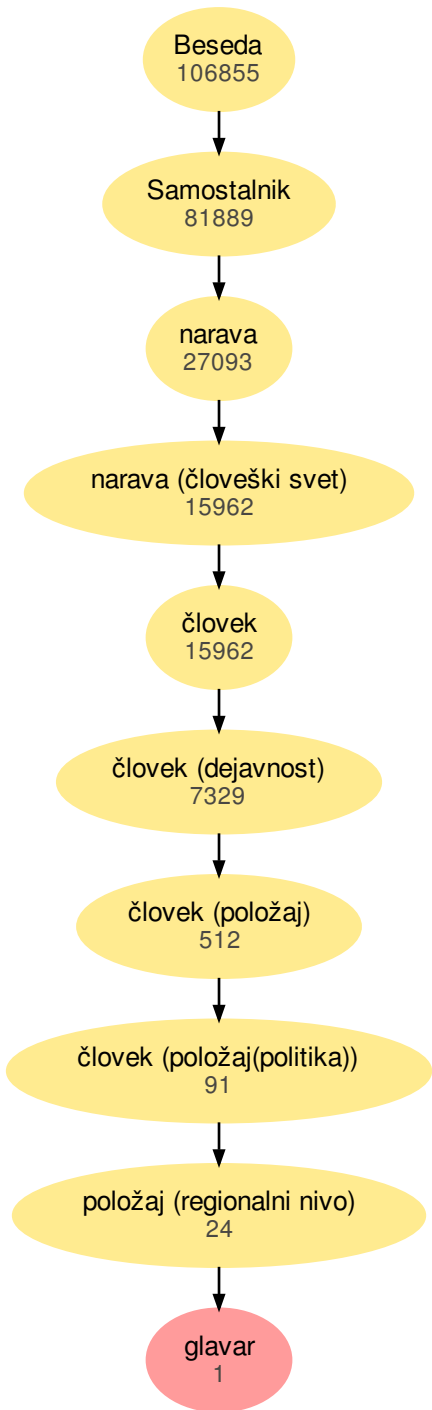 Beseda
106855
Samostalnik
81889
narava
27093
narava (človeški svet)
15962
človek
15962
človek (dejavnost)
7329
človek (položaj)
512
človek (položaj(politika))
91
položaj (regionalni nivo)
24
glavar
1